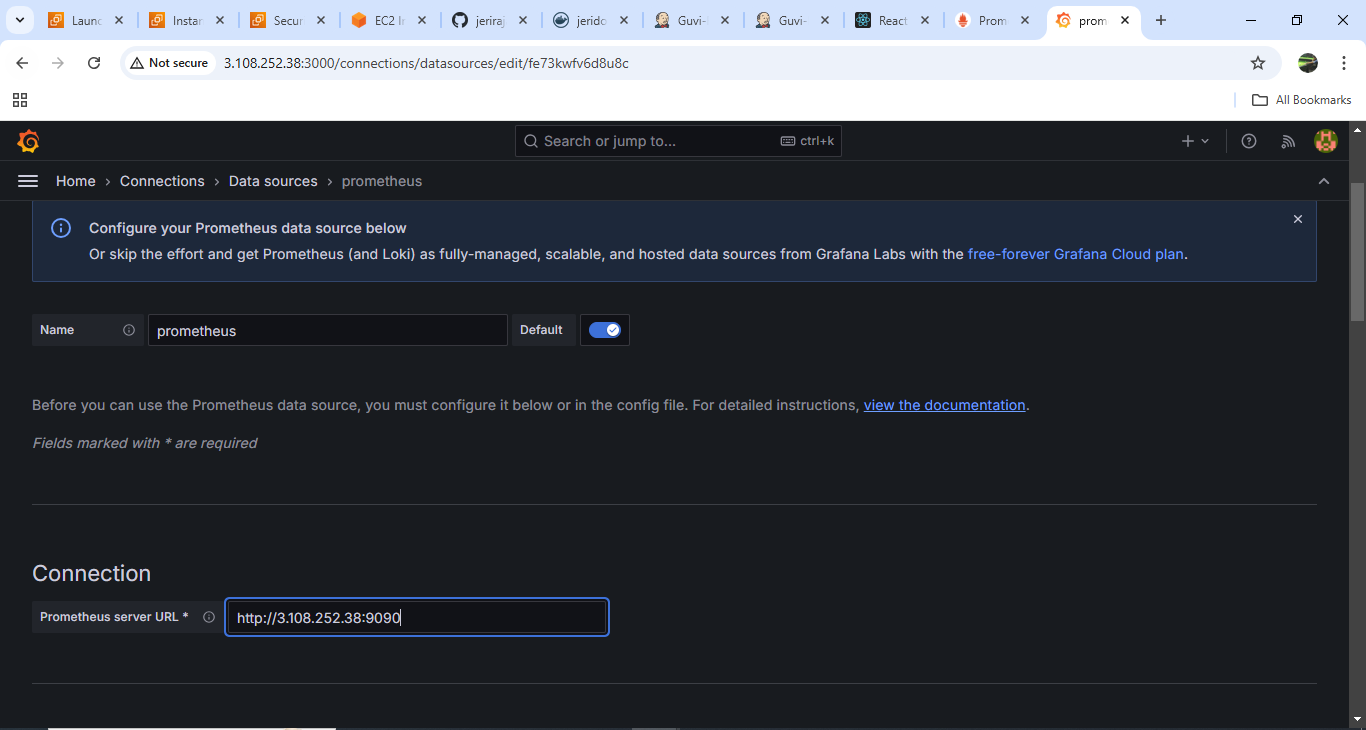 Laun
Instar
Secur
EC2 Ir
jeriraj
jerido
Guvi-
Guvi-
React
Prom
prom
Not secure
3.108.252.38:3000/connections/datasources/edit/fe73kwfv6d8u8c
All Bookmarks
Search or jump to...
ctrl+k
Home › Connections › Data sources › prometheus
Configure your Prometheus data source below
Or skip the effort and get Prometheus (and Loki) as fully-managed, scalable, and hosted data sources from Grafana Labs with the free-forever Grafana Cloud plan.
Name
prometheus
Default
Before you can use the Prometheus data source, you must configure it below or in the config file. For detailed instructions, view the documentation.
Fields marked with * are required
Connection
Prometheus server URL *
http://3.108.252.38:9090